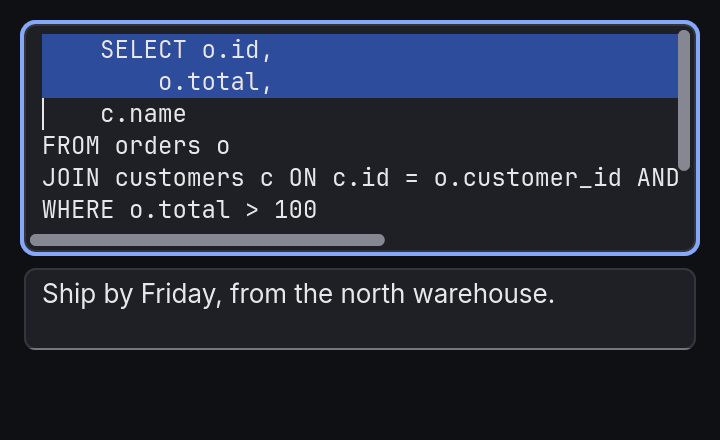 SELECT o.id,
        o.total,
    c.name
FROM orders o
JOIN customers c ON c.id = o.customer_id AND
WHERE o.total > 100
Ship by Friday, from the north warehouse.